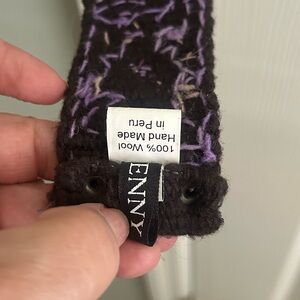 100% Wool
Hand Made
in Peru
ENNY